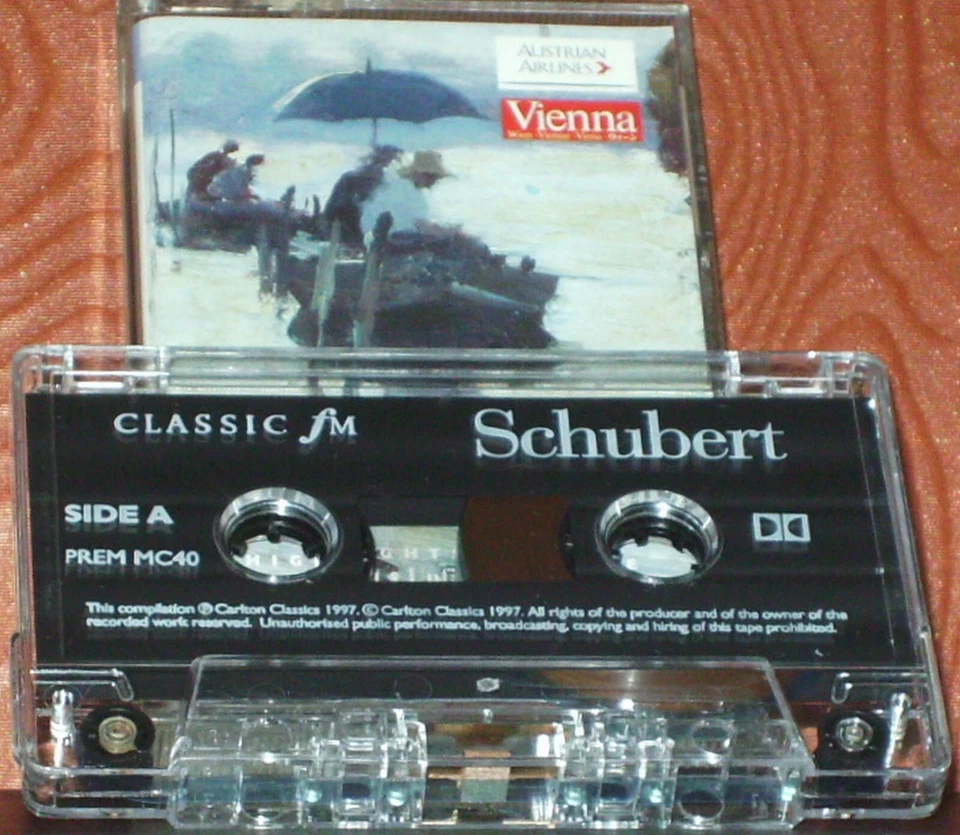 AUSTRIAN
AIRLINES
Vienna
CLASSIC fM
Schubert
SIDE A
PREM MC40
HIGH
GHT
This compilation ℗ Carlton Classics 1997. © Carlton Classics 1997. All rights of the producer and of the owner of the
recorded work reserved. Unauthorised public performance, broadcasting, copying and hiring of this tape prohibited.